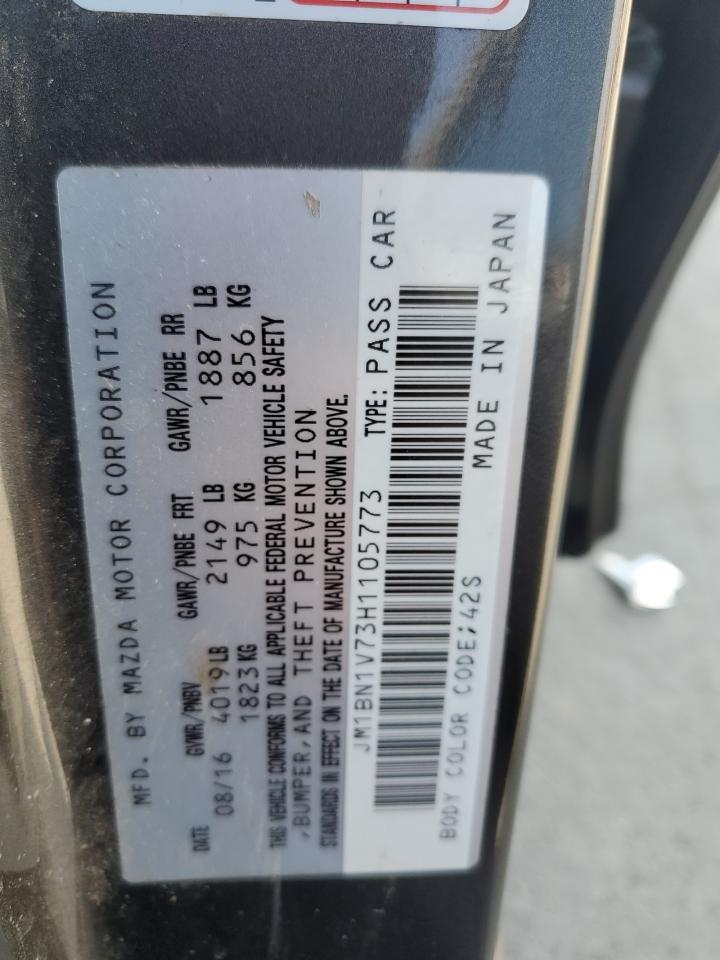 MFD. BY MAZDA MOTOR CORPORATION
DATE GVWR/PNBV GAWR/PNBE FRT GAWR/PNBE RR
08/16 4019LB 2149 LB 1887 LB
1823KG 975 KG 856 KG
THIS VEHICLE CONFORMS TO ALL APPLICABLE FEDERAL MOTOR VEHICLE SAFETY
,BUMPER,AND THEFT PREVENTION
STANDARDS IN EFFECT ON THE DATE OF MANUFACTURE SHOWN ABOVE.
JM1BN1V73H1105773 TYPE: PASS CAR
BODY COLOR CODE;42S MADE IN JAPAN